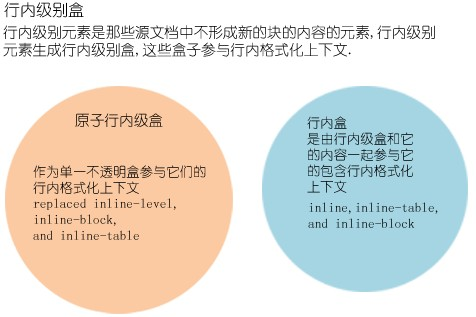 行内级别盒
行内级别元素是那些源文档中不形成新的块的内容的元素,行内级别
元素生成行内级别盒,这些盒子参与行内格式化上下文.
原子行内级盒
作为单一不透明盒参与它们的
行内格式化上下文
replaced inline-level,
inline-block,
and inline-table
行内盒
是由行内级盒和它
的内容一起参与它
的包含行内格式化
上下文
inline,inline-table,
and inline-block